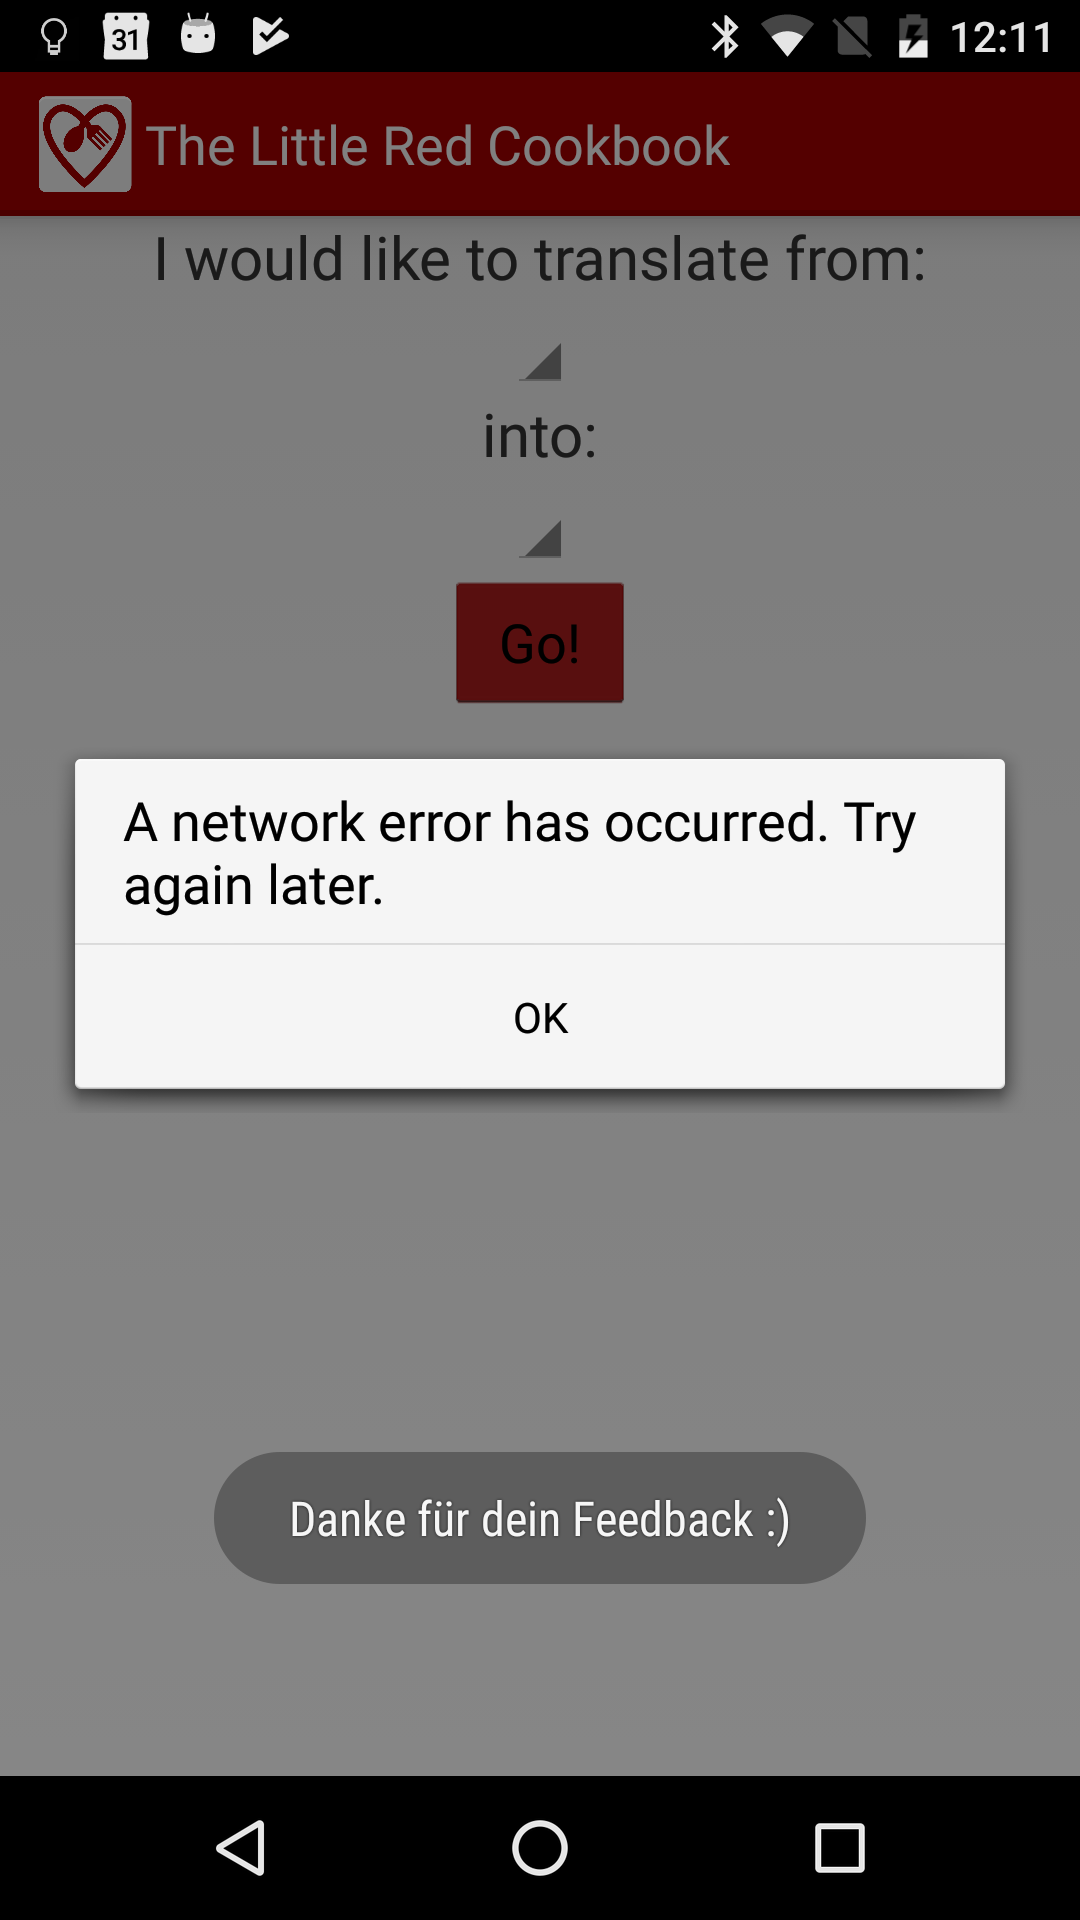 31
12:11
The Little Red Cookbook
I would like to translate from:
into:
Go!
A network error has occurred. Try
again later.
OK
Danke für dein Feedback :)